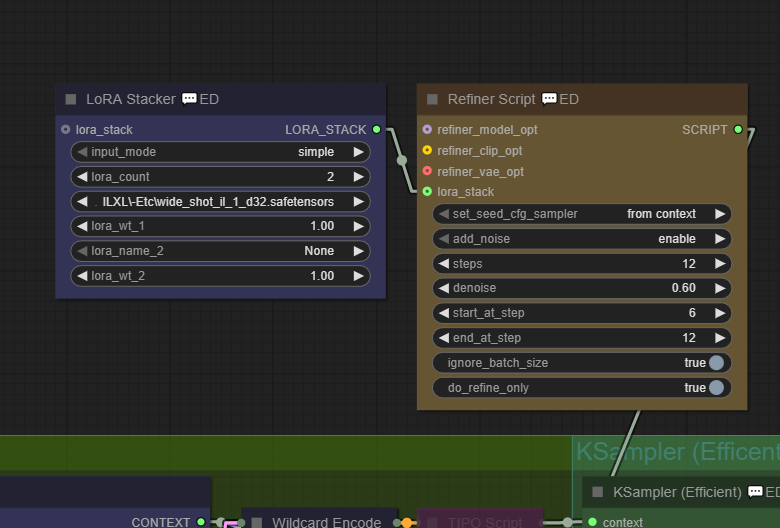 LoRA Stacker 💬ED
lora_stack LORA_STACK
input_mode simple
lora_count 2
ILXL\-Etc\wide_shot_il_1_d32.safetensors
lora_wt_1 1.00
lora_name_2 None
lora_wt_2 1.00
Refiner Script 💬ED
refiner_model_opt SCRIPT
refiner_clip_opt
refiner_vae_opt
lora_stack
set_seed_cfg_sampler from context
add_noise enable
steps 12
denoise 0.60
start_at_step 6
end_at_step 12
ignore_batch_size true
do_refine_only true
KSampler (Efficent
KSampler (Efficient) 💬ED
CONTEXT
Wildcard Encode
TIPO Script
context